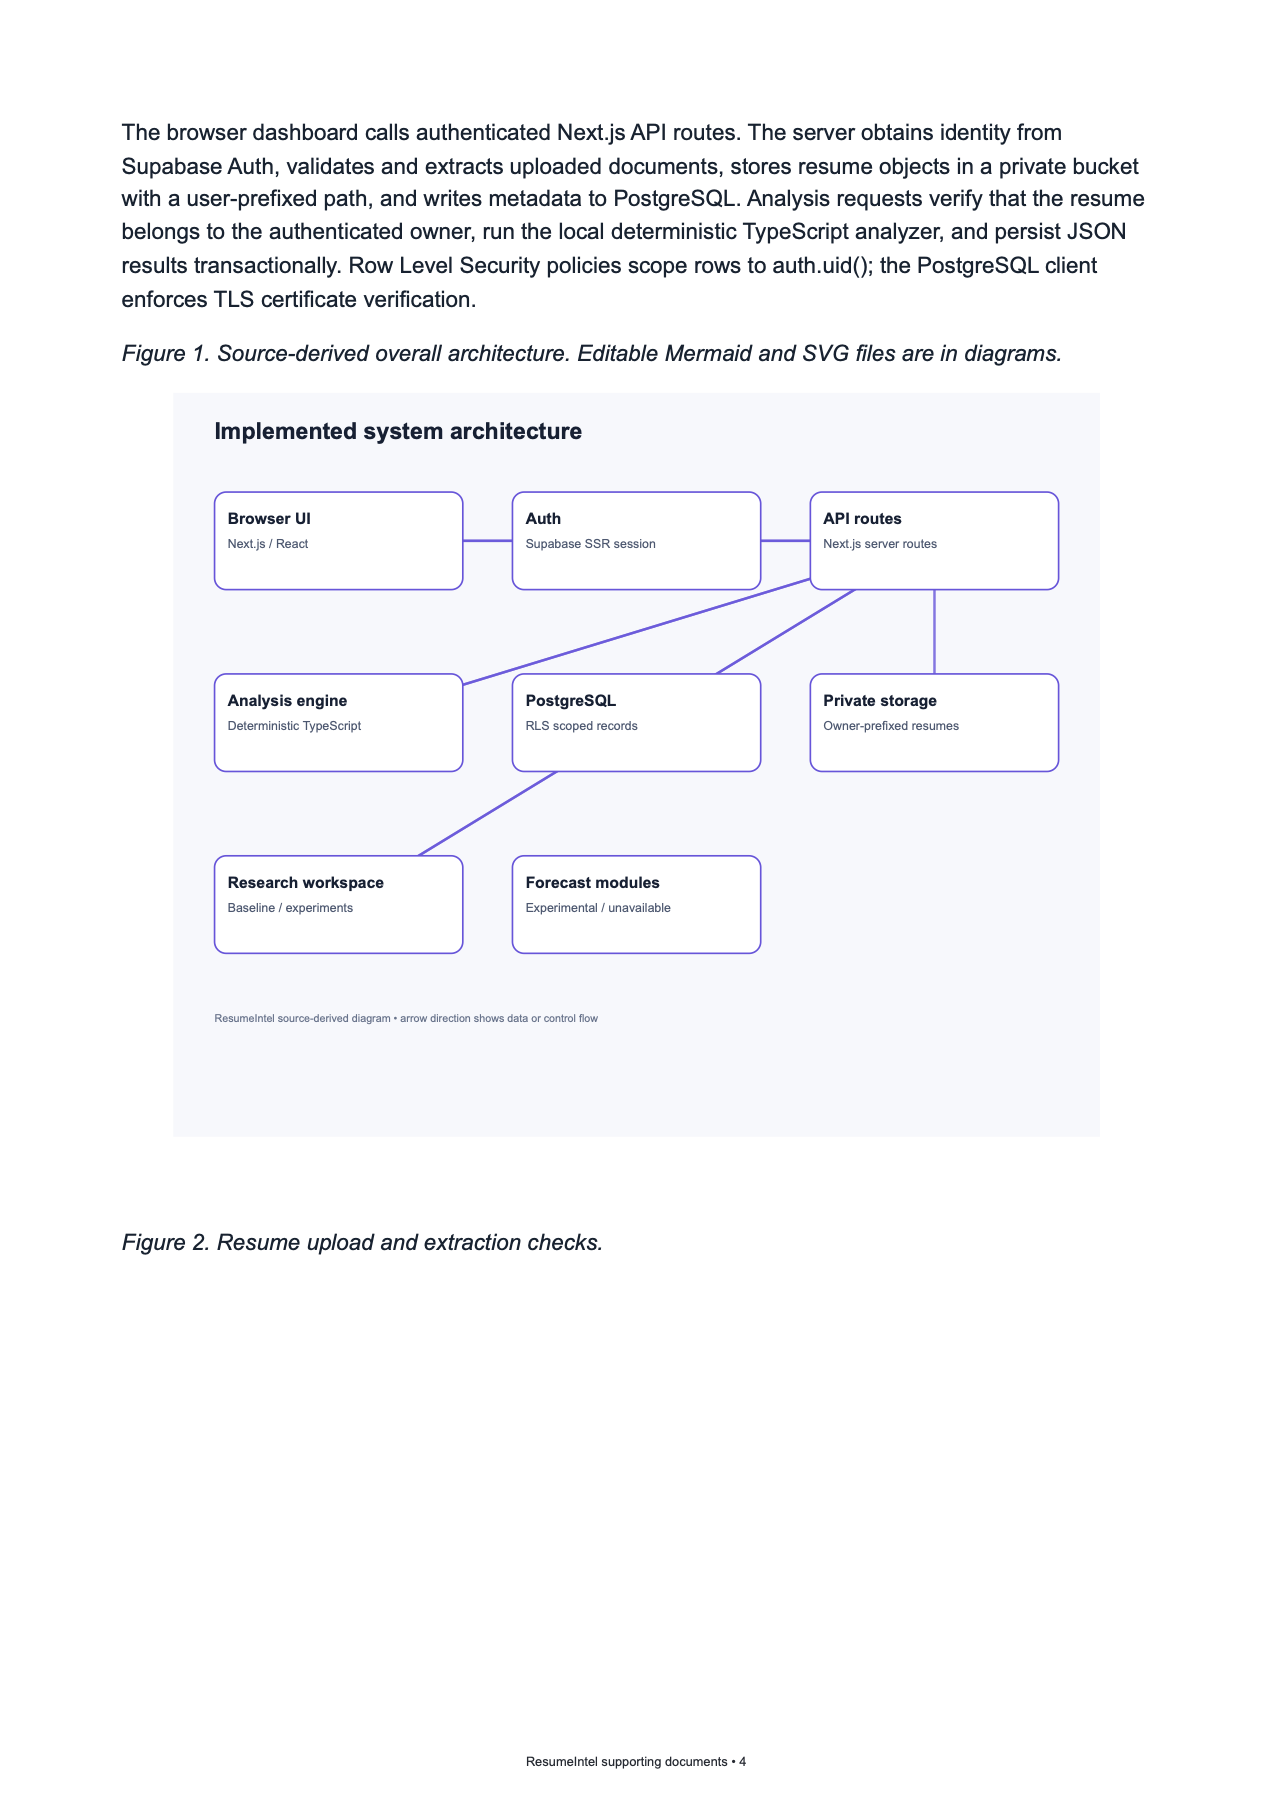 The browser dashboard calls authenticated Next.js API routes. The server obtains identity from
Supabase Auth, validates and extracts uploaded documents, stores resume objects in a private bucket
with a user-prefixed path, and writes metadata to PostgreSQL. Analysis requests verify that the resume
belongs to the authenticated owner, run the local deterministic TypeScript analyzer, and persist JSON
results transactionally. Row Level Security policies scope rows to auth.uid(); the PostgreSQL client
enforces TLS certificate verification.
Figure 1. Source-derived overall architecture. Editable Mermaid and SVG files are in diagrams.
Implemented system architecture
Browser UI
Next.js / React
Auth
Supabase SSR session
API routes
Next.js server routes
Analysis engine
Deterministic TypeScript
PostgreSQL
RLS scoped records
Private storage
Owner-prefixed resumes
Research workspace
Baseline / experiments
Forecast modules
Experimental / unavailable
ResumeIntel source-derived diagram • arrow direction shows data or control flow
Figure 2. Resume upload and extraction checks.
ResumeIntel supporting documents • 4